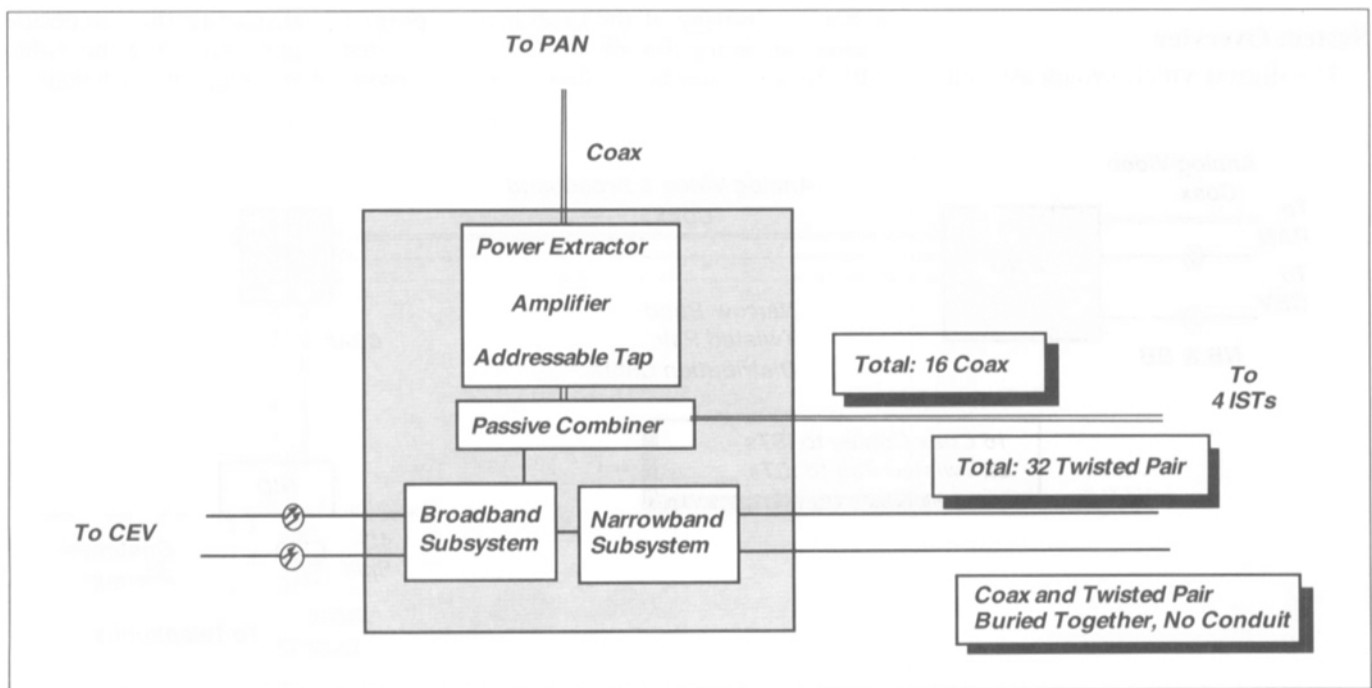 To PAN
Coax
Power Extractor
Amplifier
Addressable Tap
Passive Combiner
Total: 16 Coax
To
4 ISTs
Total: 32 Twisted Pair
To CEV
Broadband
Subsystem
Narrowband
Subsystem
Coax and Twisted Pair
Buried Together, No Conduit